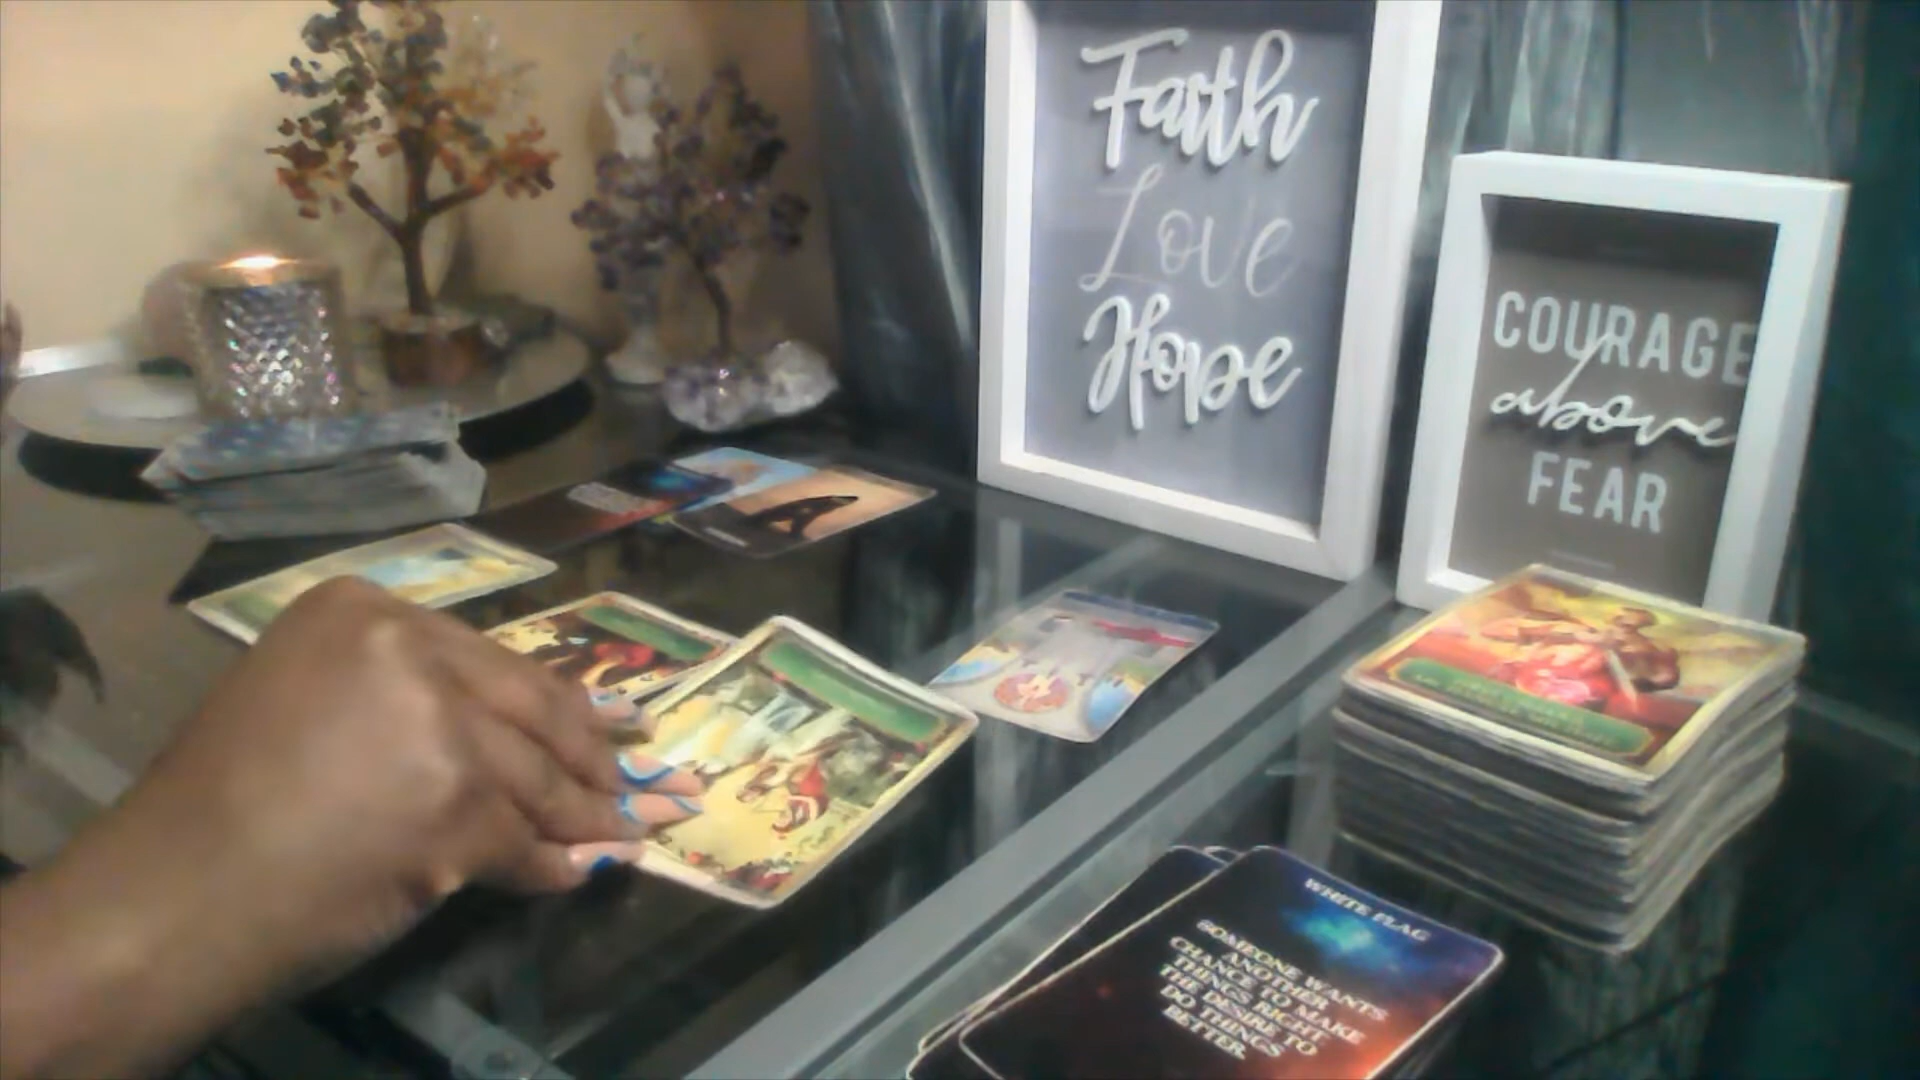 Faith
Love
Hope
COURAGE
above
FEAR
WHITE FLAG
SOMEONE WANTS
ANOTHER
CHANCE TO MAKE
THINGS RIGHT.
THE DESIRE TO
DO THINGS
BETTER.